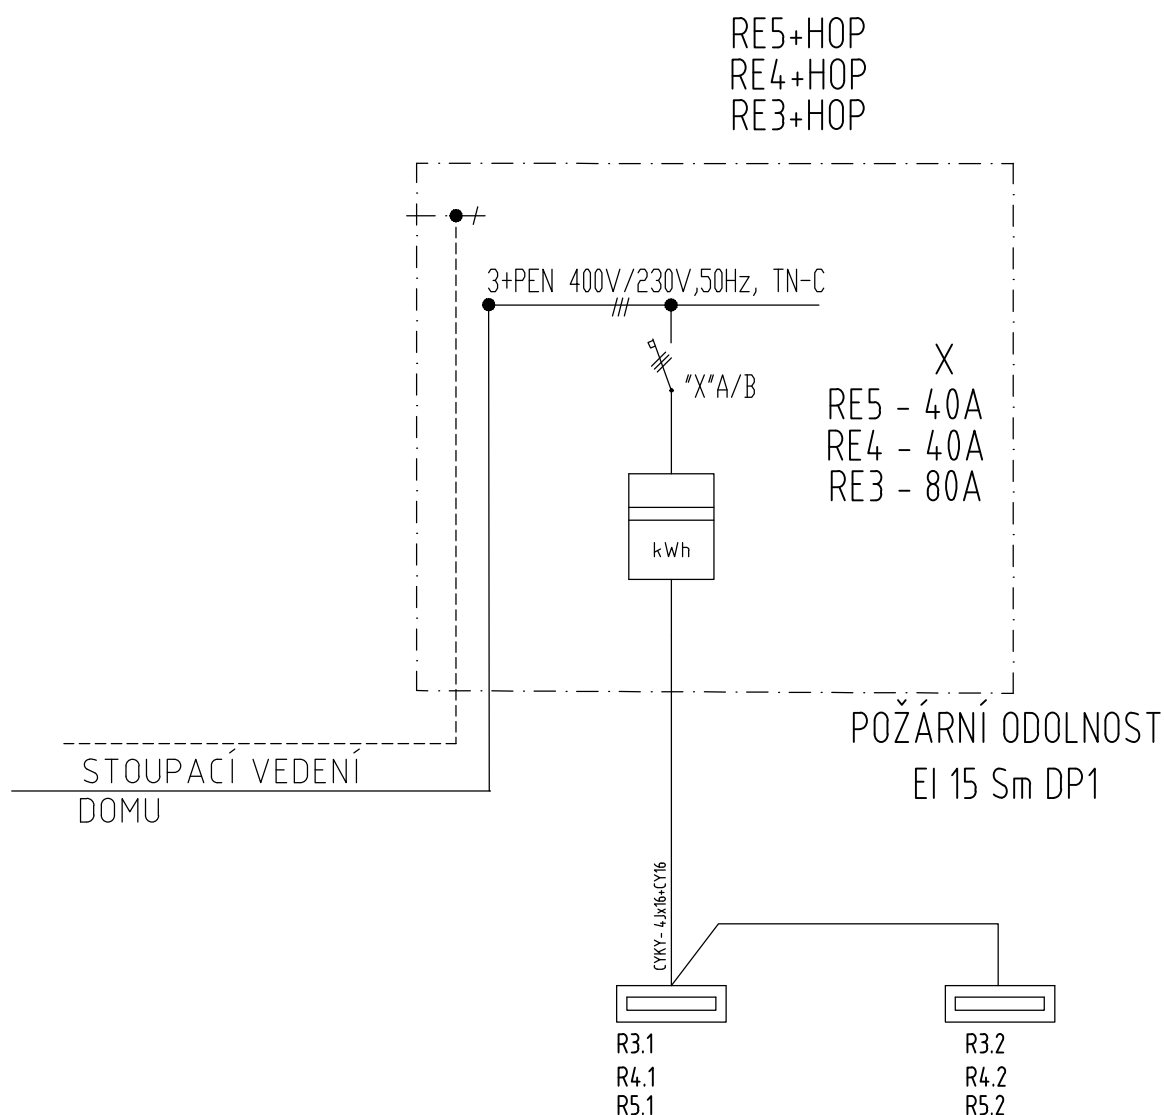 RE5+HOP
RE4+HOP
RE3+HOP
3+PEN 400V/230V,50Hz, TN-C
"X"A/B
X
RE5 - 40A
RE4 - 40A
RE3 - 80A
kWh
POŽÁRNÍ ODOLNOST
EI 15 Sm DP1
STOUPACÍ VEDENÍ
DOMU
CYKY- 4Jx16+CY16
R3.1
R4.1
R5.1
R3.2
R4.2
R5.2